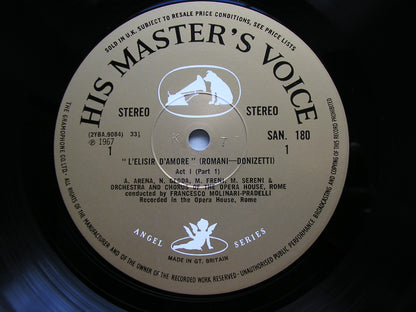 SOLD IN U.K. SUBJECT TO RESALE PRICE CONDITIONS, SEE PRICE LISTS
HIS MASTER'S VOICE
STEREO STEREO
(2YBA.9084) 33⅓ SAN. 180
℗ 1967
1 1
"L'ELISIR D'AMORE" (ROMANI—DONIZETTI)
Act I (Part 1)
A. ARENA, N. GEDDA, M. FRENI, M. SERENI &
ORCHESTRA AND CHORUS OF THE OPERA HOUSE, ROME
conducted by FRANCESCO MOLINARI-PRADELLI
Recorded in the Opera House, Rome
ANGEL SERIES
MADE IN GT. BRITAIN
THE GRAMOPHONE CO. LTD. ALL RIGHTS OF THE MANUFACTURER AND OF THE OWNER OF THE RECORDED WORK RESERVED · UNAUTHORISED PUBLIC PERFORMANCE BROADCASTING AND COPYING OF THIS RECORD PROHIBITED